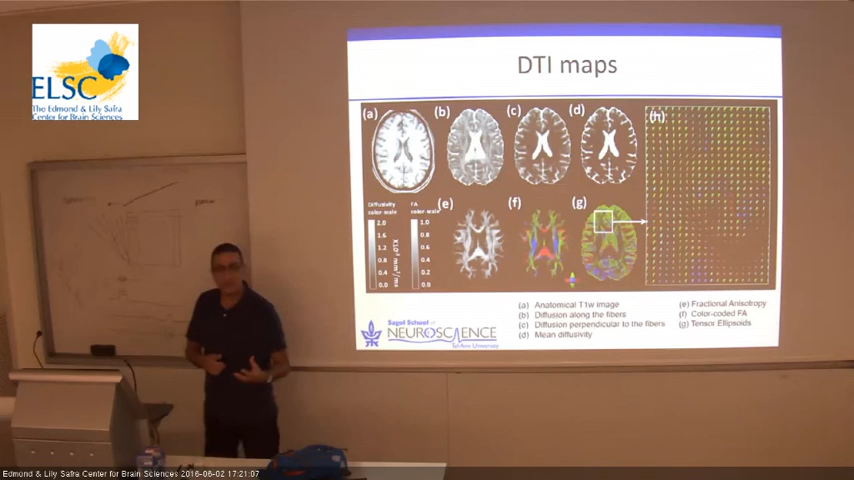 ELSC
The Edmond & Lily Safra
Center for Brain Sciences
DTI maps
(a) (b) (c) (d) (h)
Diffusivity
color scale
FA
color scale
(e) (f) (g)
2.0
1.6
1.2
0.8
0.4
0.0
1.0
0.8
0.6
0.4
0.2
0.0
(a) Anatomical T1w image
(b) Diffusion along the fibers
(c) Diffusion perpendicular to the fibers
(d) Mean diffusivity
(e) Fractional Anisotropy
(f) Color-coded FA
(g) Tensor Ellipsoids
Sagol School of
NEUROSCIENCE
Tel Aviv University
Edmond & Lily Safra Center for Brain Sciences 2016-06-02 17:21:07